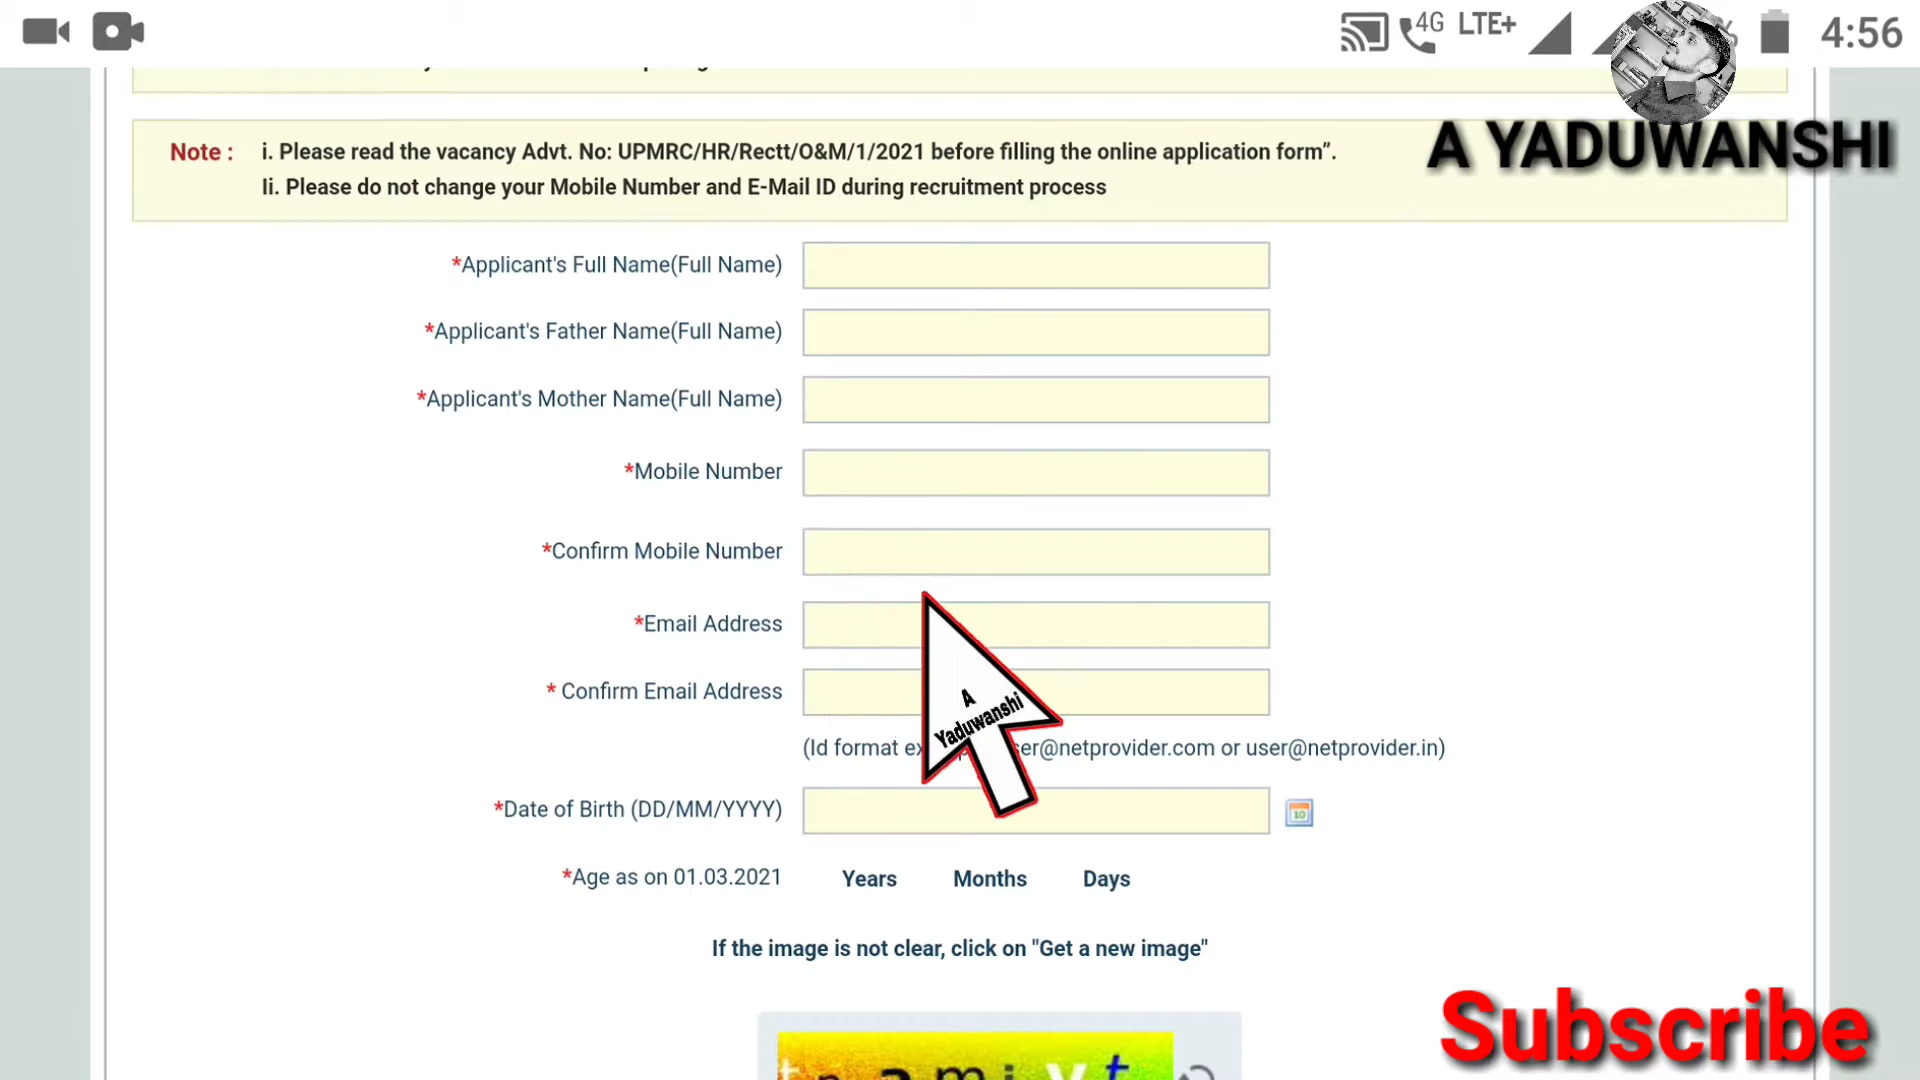 4G LTE+ 4:56
A YADUWANSHI
Note : i. Please read the vacancy Advt. No: UPMRC/HR/Rectt/O&M/1/2021 before filling the online application form”.
Ii. Please do not change your Mobile Number and E-Mail ID during recruitment process
*Applicant's Full Name(Full Name)
*Applicant's Father Name(Full Name)
*Applicant's Mother Name(Full Name)
*Mobile Number
*Confirm Mobile Number
*Email Address
* Confirm Email Address
A
Yaduwanshi
(Id format ser@netprovider.com or user@netprovider.in)
*Date of Birth (DD/MM/YYYY)
10
*Age as on 01.03.2021 Years Months Days
If the image is not clear, click on "Get a new image"
Subscribe